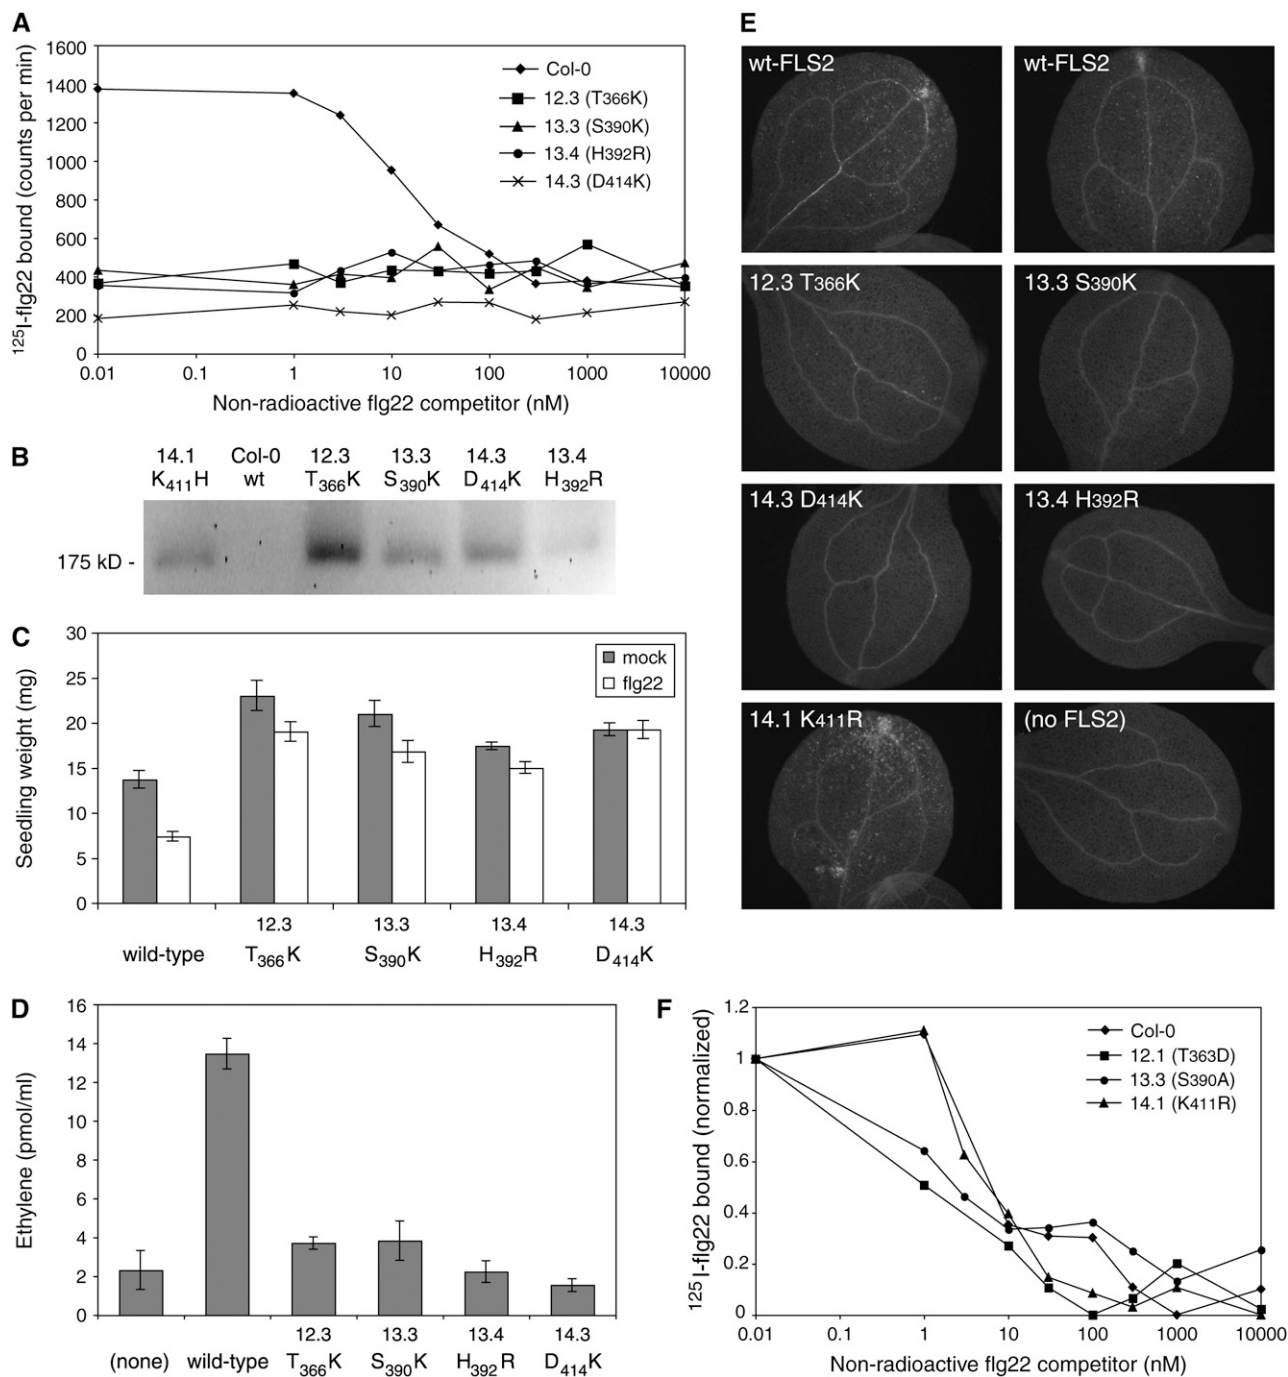 A
1600
1400
1200
1000
800
600
400
200
0
0.01
0.1
1
10
100
1000
10000
125I-flg22 bound (counts per min)
Non-radioactive flg22 competitor (nM)
Col-0
12.3 (T366K)
13.3 (S390K)
13.4 (H392R)
14.3 (D414K)
B
14.1 Col-0 12.3 13.3 14.3 13.4
K411H wt T366K S390K D414K H392R
175 kD -
C
30
25
20
15
10
5
0
Seedling weight (mg)
mock
flg22
12.3 13.3 13.4 14.3
wild-type T366K S390K H392R D414K
D
16
14
12
10
8
6
4
2
0
Ethylene (pmol/ml)
12.3 13.3 13.4 14.3
(none) wild-type T366K S390K H392R D414K
E
wt-FLS2
wt-FLS2
12.3 T366K
13.3 S390K
14.3 D414K
13.4 H392R
14.1 K411R
(no FLS2)
F
1.2
1
0.8
0.6
0.4
0.2
0
0.01
0.1
1
10
100
1000
10000
125I-flg22 bound (normalized)
Non-radioactive flg22 competitor (nM)
Col-0
12.1 (T363D)
13.3 (S390A)
14.1 (K411R)